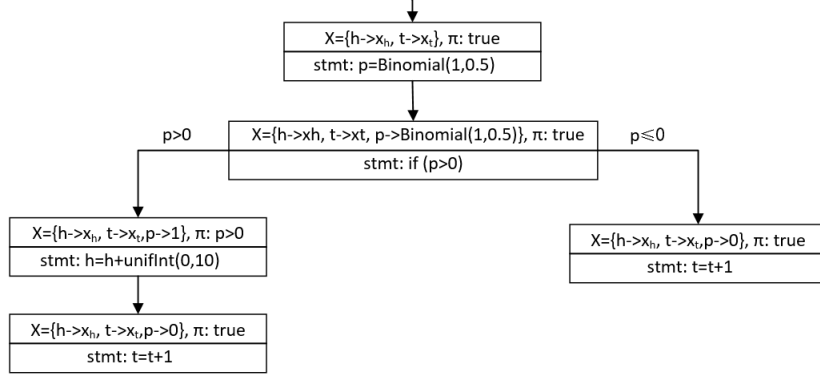 X={h->xₕ, t->xₜ}, π: true
stmt: p=Binomial(1,0.5)
p>0
X={h->xh, t->xt, p->Binomial(1,0.5)}, π: true
p≤0
stmt: if (p>0)
X={h->xₕ, t->xₜ,p->1}, π: p>0
stmt: h=h+unifInt(0,10)
X={h->xₕ, t->xₜ,p->0}, π: true
stmt: t=t+1
X={h->xₕ, t->xₜ,p->0}, π: true
stmt: t=t+1